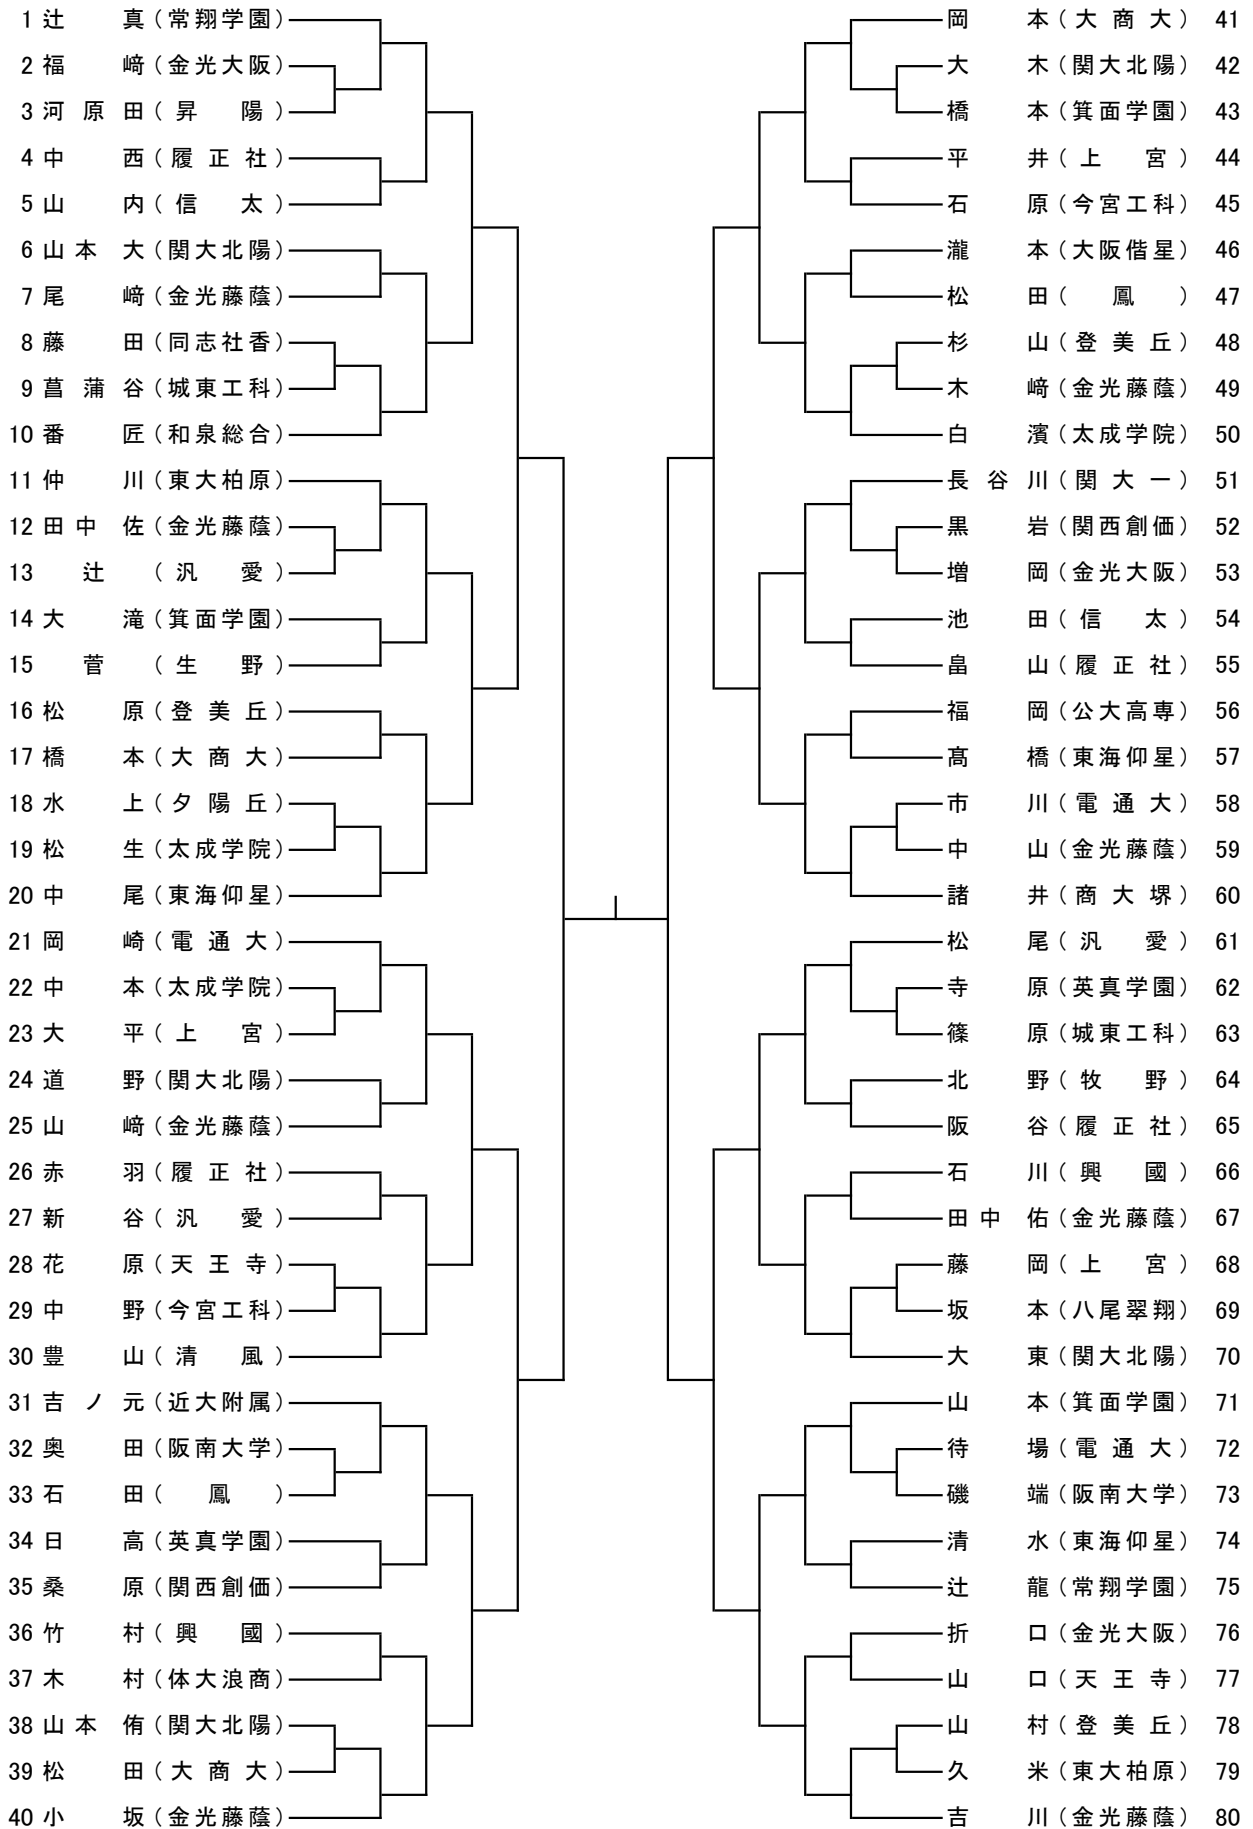 1 辻 真(常翔学園)
2 福 﨑(金光大阪)
3 河原田(昇 陽)
4 中 西(履正社)
5 山 内(信 太)
6 山本 大(関大北陽)
7 尾 﨑(金光藤蔭)
8 藤 田(同志社香)
9 菖蒲谷(城東工科)
10 番 匠(和泉総合)
11 仲 川(東大柏原)
12 田中 佐(金光藤蔭)
13 辻 (汎 愛)
14 大 滝(箕面学園)
15 菅 (生 野)
16 松 原(登美丘)
17 橋 本(大商大)
18 水 上(夕陽丘)
19 松 生(太成学院)
20 中 尾(東海仰星)
21 岡 崎(電通大)
22 中 本(太成学院)
23 大 平(上 宮)
24 道 野(関大北陽)
25 山 﨑(金光藤蔭)
26 赤 羽(履正社)
27 新 谷(汎 愛)
28 花 原(天王寺)
29 中 野(今宮工科)
30 豊 山(清 風)
31 吉ノ元(近大附属)
32 奥 田(阪南大学)
33 石 田( 鳳 )
34 日 高(英真学園)
35 桑 原(関西創価)
36 竹 村(興 國)
37 木 村(体大浪商)
38 山本 侑(関大北陽)
39 松 田(大商大)
40 小 坂(金光藤蔭)
岡 本(大商大) 41
大 木(関大北陽) 42
橋 本(箕面学園) 43
平 井(上 宮) 44
石 原(今宮工科) 45
瀧 本(大阪偕星) 46
松 田( 鳳 ) 47
杉 山(登美丘) 48
木 﨑(金光藤蔭) 49
白 濱(太成学院) 50
長谷川(関大一) 51
黒 岩(関西創価) 52
増 岡(金光大阪) 53
池 田(信 太) 54
畠 山(履正社) 55
福 岡(公大高専) 56
髙 橋(東海仰星) 57
市 川(電通大) 58
中 山(金光藤蔭) 59
諸 井(商大堺) 60
松 尾(汎 愛) 61
寺 原(英真学園) 62
篠 原(城東工科) 63
北 野(牧 野) 64
阪 谷(履正社) 65
石 川(興 國) 66
田中 佑(金光藤蔭) 67
藤 岡(上 宮) 68
坂 本(八尾翠翔) 69
大 東(関大北陽) 70
山 本(箕面学園) 71
待 場(電通大) 72
磯 端(阪南大学) 73
清 水(東海仰星) 74
辻 龍(常翔学園) 75
折 口(金光大阪) 76
山 口(天王寺) 77
山 村(登美丘) 78
久 米(東大柏原) 79
吉 川(金光藤蔭) 80